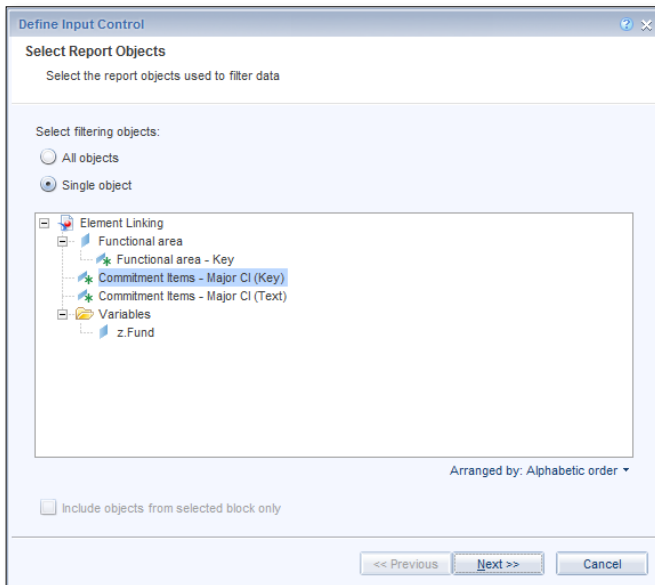 Define Input Control
Select Report Objects
Select the report objects used to filter data
Select filtering objects:
All objects
Single object
Element Linking
Functional area
Functional area - Key
Commitment Items - Major CI (Key)
Commitment Items - Major CI (Text)
Variables
z.Fund
Arranged by: Alphabetic order
Include objects from selected block only
<< Previous Next >> Cancel